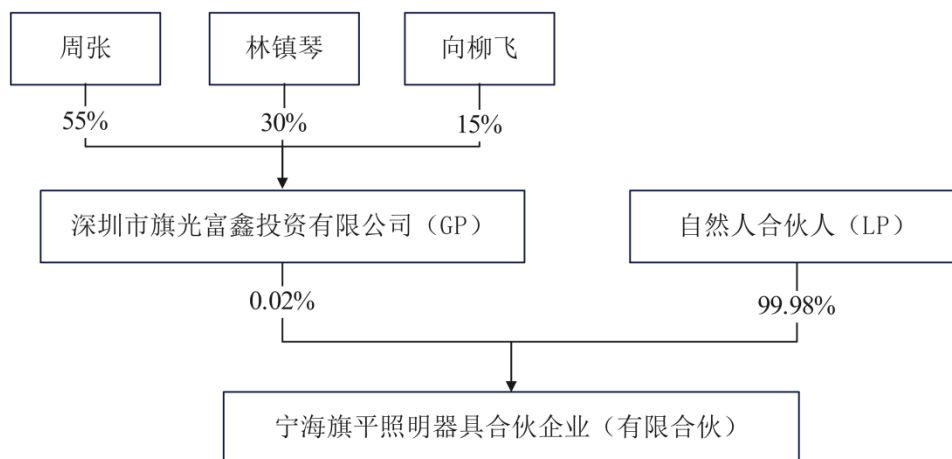 周张
林镇琴
向柳飞
55%
30%
15%
深圳市旗光富鑫投资有限公司（GP）
自然人合伙人（LP）
0.02%
99.98%
宁海旗平照明器具合伙企业（有限合伙）